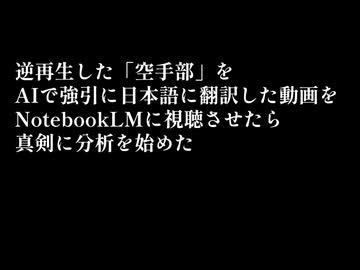 逆再生した「空手部」を
AIで強引に日本語に翻訳した動画を
NotebookLMに視聴させたら
真剣に分析を始めた